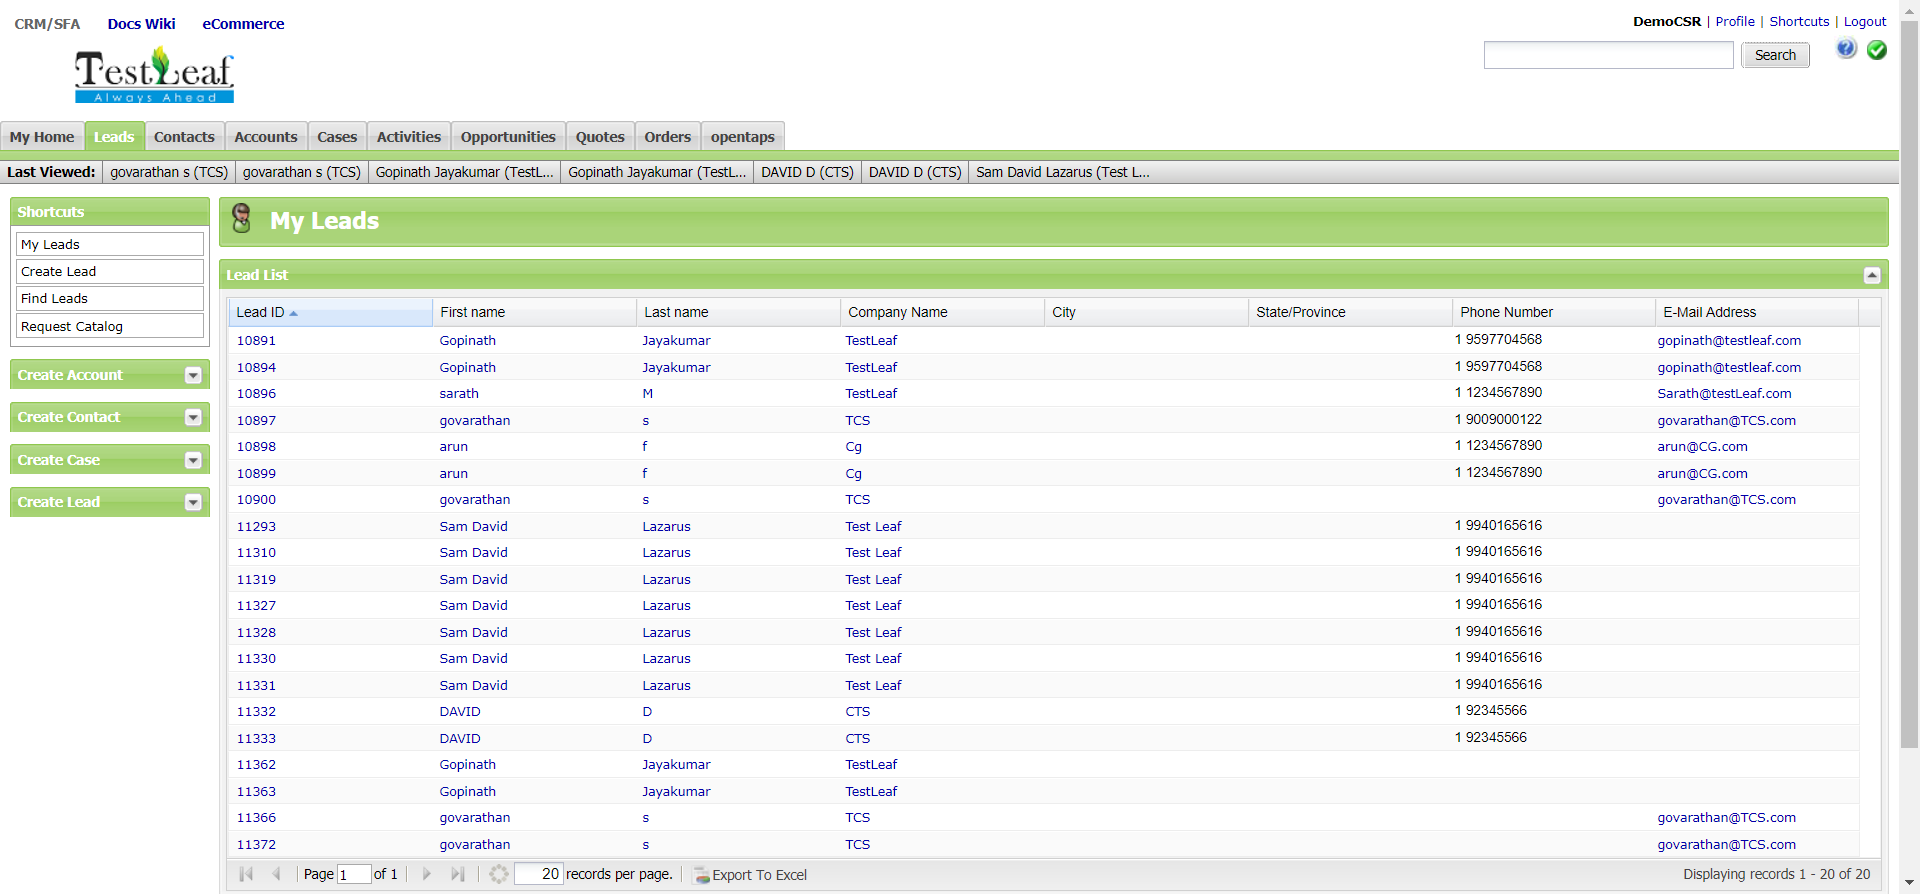 CRM/SFA Docs Wiki eCommerce
DemoCSR | Profile | Shortcuts | Logout
Search
TestLeaf
Always Ahead
My Home Leads Contacts Accounts Cases Activities Opportunities Quotes Orders opentaps
Last Viewed: govarathan s (TCS) govarathan s (TCS) Gopinath Jayakumar (TestL... Gopinath Jayakumar (TestL... DAVID D (CTS) DAVID D (CTS) Sam David Lazarus (Test L...
Shortcuts
My Leads
Create Lead
Find Leads
Request Catalog
Create Account
Create Contact
Create Case
Create Lead
My Leads
Lead List
Lead ID First name Last name Company Name City State/Province Phone Number E-Mail Address
10891 Gopinath Jayakumar TestLeaf 1 9597704568 gopinath@testleaf.com
10894 Gopinath Jayakumar TestLeaf 1 9597704568 gopinath@testleaf.com
10896 sarath M TestLeaf 1 1234567890 Sarath@testLeaf.com
10897 govarathan s TCS 1 9009000122 govarathan@TCS.com
10898 arun f Cg 1 1234567890 arun@CG.com
10899 arun f Cg 1 1234567890 arun@CG.com
10900 govarathan s TCS govarathan@TCS.com
11293 Sam David Lazarus Test Leaf 1 9940165616
11310 Sam David Lazarus Test Leaf 1 9940165616
11319 Sam David Lazarus Test Leaf 1 9940165616
11327 Sam David Lazarus Test Leaf 1 9940165616
11328 Sam David Lazarus Test Leaf 1 9940165616
11330 Sam David Lazarus Test Leaf 1 9940165616
11331 Sam David Lazarus Test Leaf 1 9940165616
11332 DAVID D CTS 1 92345566
11333 DAVID D CTS 1 92345566
11362 Gopinath Jayakumar TestLeaf
11363 Gopinath Jayakumar TestLeaf
11366 govarathan s TCS govarathan@TCS.com
11372 govarathan s TCS govarathan@TCS.com
Page 1 of 1 20 records per page. Export To Excel Displaying records 1 - 20 of 20